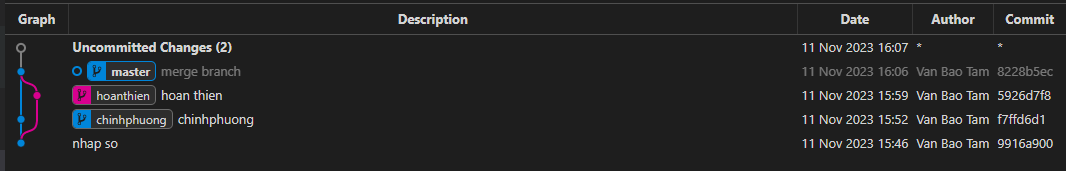 Graph Description Date Author Commit
Uncommitted Changes (2) 11 Nov 2023 16:07 * *
master merge branch 11 Nov 2023 16:06 Van Bao Tam 8228b5ec
hoanthien hoan thien 11 Nov 2023 15:59 Van Bao Tam 5926d7f8
chinhphuong chinhphuong 11 Nov 2023 15:52 Van Bao Tam f7ffd6d1
nhap so 11 Nov 2023 15:46 Van Bao Tam 9916a900